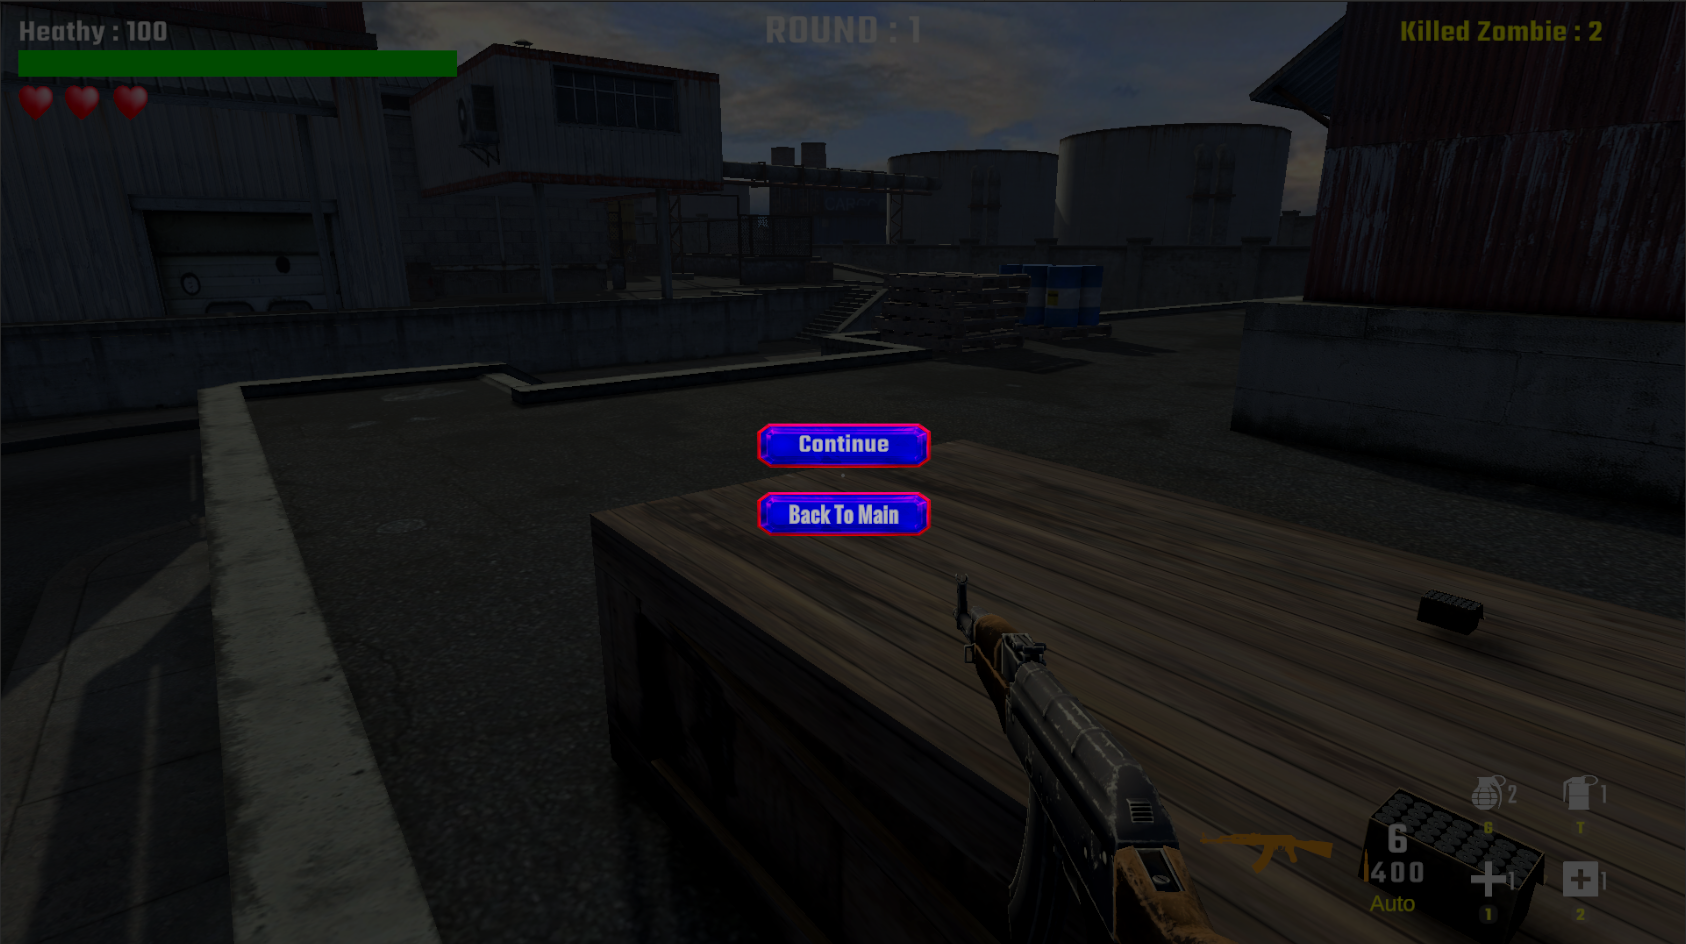 Heathy : 100
ROUND : 1
Killed Zombie : 2
Continue
Back To Main
2
1
G
T
6
400
1
1
Auto
1
2